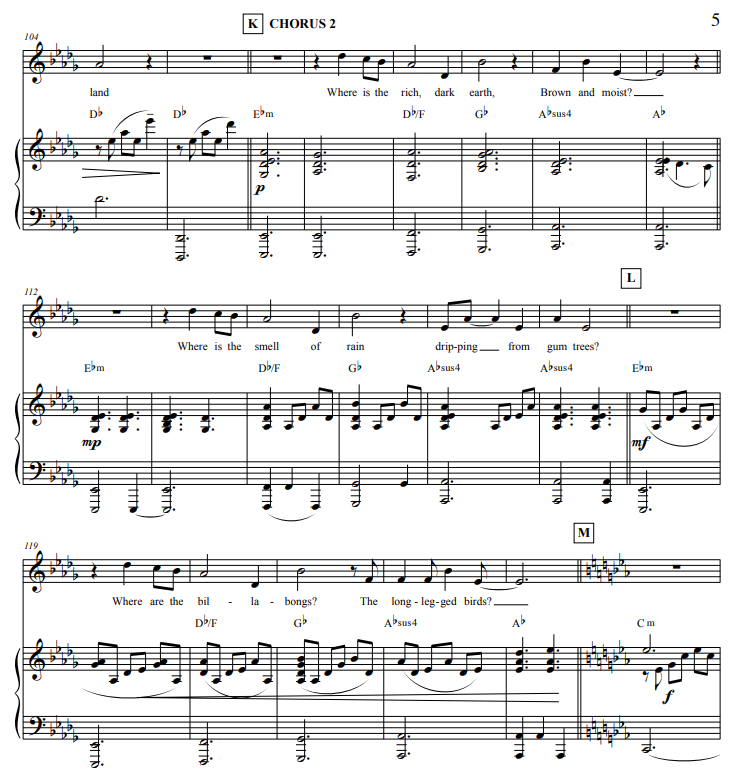 K CHORUS 2 5
104
land Where is the rich, dark earth, Brown and moist?
D♭ D♭ E♭m D♭/F G♭ A♭sus4 A♭
p
L
112
Where is the smell of rain drip-ping from gum trees?
E♭m D♭/F G♭ A♭sus4 A♭sus4 E♭m
mp mf
M
119
Where are the bil - la - bongs? The long - leg-ged birds?
D♭/F G♭ A♭sus4 A♭ Cm
f